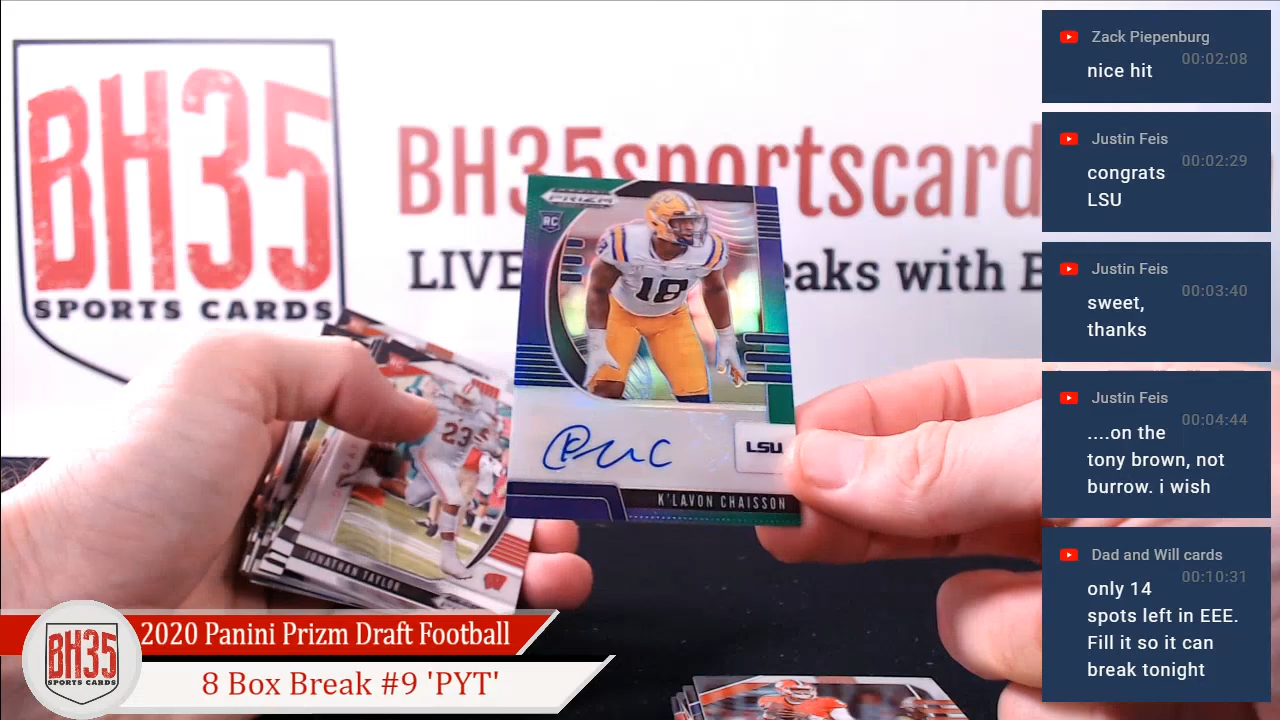 BH35
SPORTS CARDS
BH35sportscard
LIVE
eaks with B
PRIZM
RC
18
LSU
K'LAVON CHAISSON
23
JONATHAN TAYLOR
BH35
SPORTS CARDS
2020 Panini Prizm Draft Football
8 Box Break #9 'PYT'
Zack Piepenburg
00:02:08
nice hit
Justin Feis
00:02:29
congrats
LSU
Justin Feis
00:03:40
sweet,
thanks
Justin Feis
00:04:44
....on the
tony brown, not
burrow. i wish
Dad and Will cards
00:10:31
only 14
spots left in EEE.
Fill it so it can
break tonight